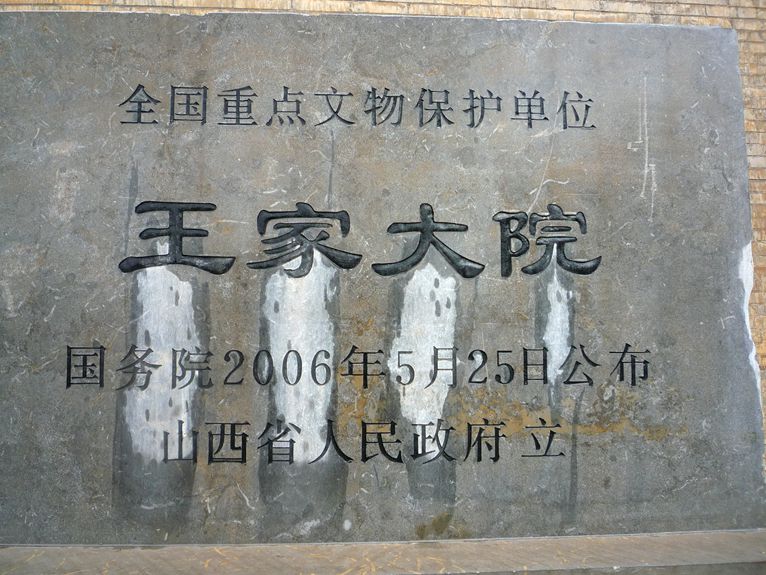 全国重点文物保护单位
王家大院
国务院2006年5月25日公布
山西省人民政府立